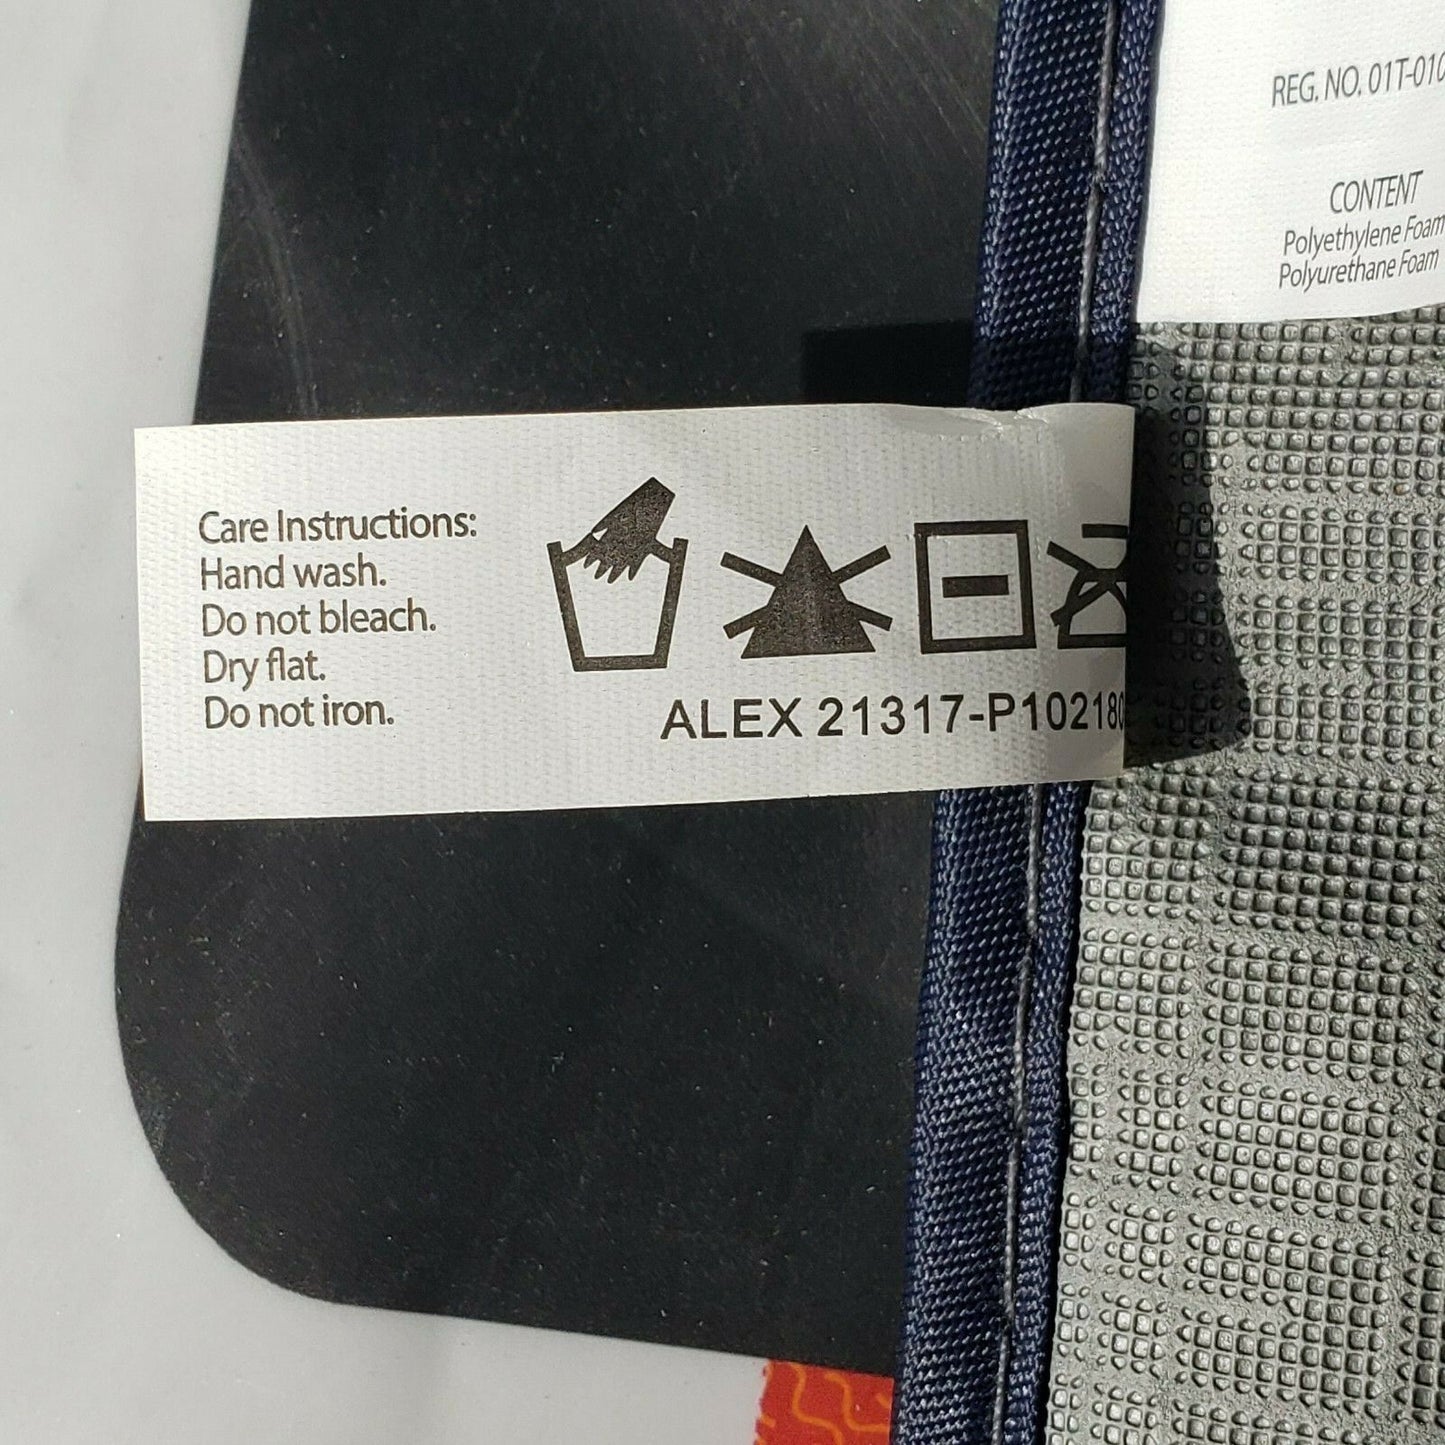 REG. NO. 01T-010
CONTENT
Polyethylene Foam
Polyurethane Foam
Care Instructions:
Hand wash.
Do not bleach.
Dry flat.
Do not iron.
ALEX 21317-P102180